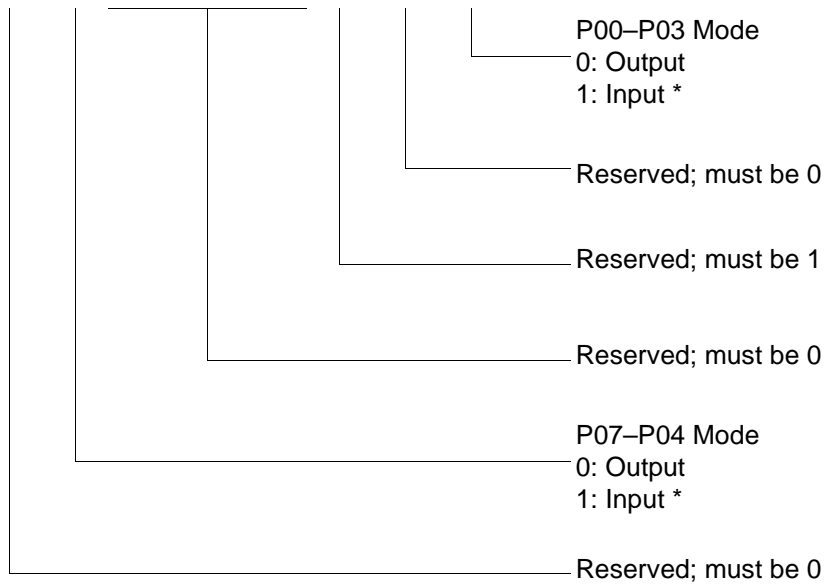 P00–P03 Mode
0: Output
1: Input *
Reserved; must be 0
Reserved; must be 1
Reserved; must be 0
P07–P04 Mode
0: Output
1: Input *
Reserved; must be 0